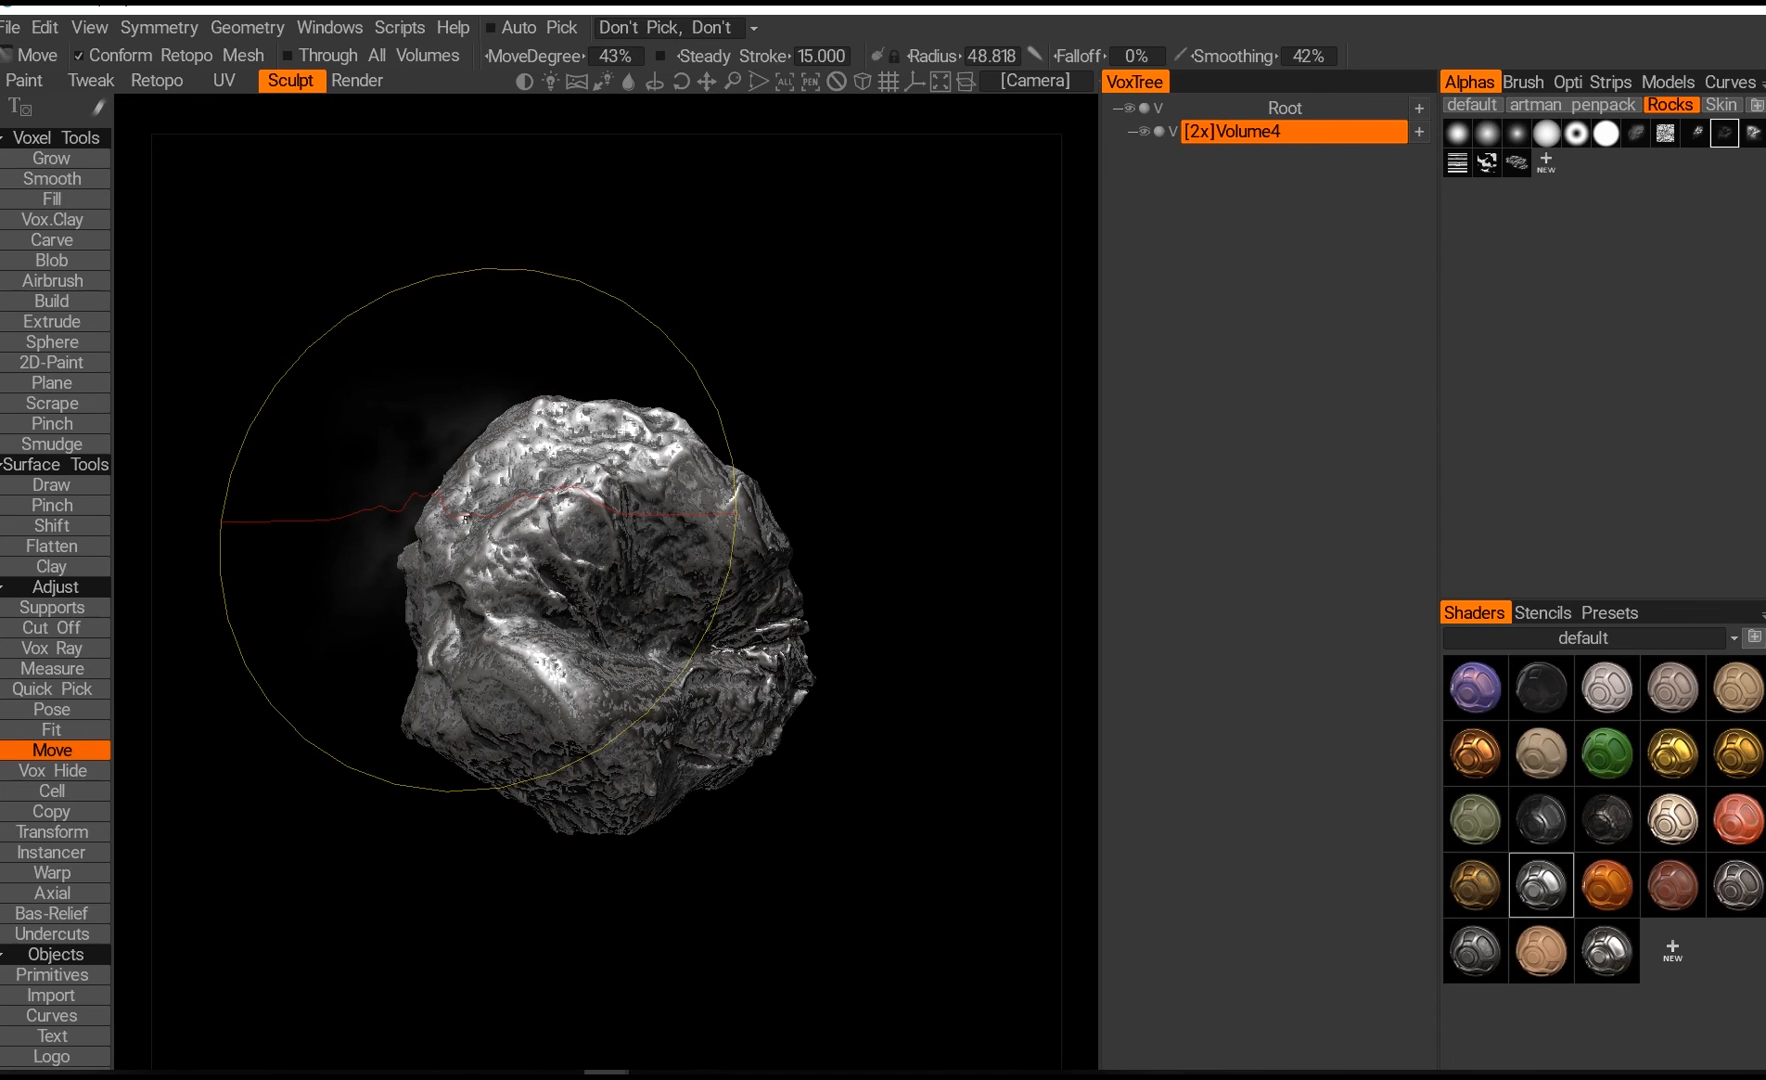 File Edit View Symmetry Geometry Windows Scripts Help Auto Pick Don't Pick, Don't
Move Conform Retopo Mesh Through All Volumes MoveDegree 43% Steady Stroke 15.000 Radius 48.818 Falloff 0% Smoothing 42%
Paint Tweak Retopo UV Sculpt Render ALL PEN [Camera] VoxTree Alphas Brush Opti Strips Models Curves
default artman penpack Rocks Skin
V Root +
V [2x]Volume4 +
NEW
Voxel Tools
Grow
Smooth
Fill
Vox.Clay
Carve
Blob
Airbrush
Build
Extrude
Sphere
2D-Paint
Plane
Scrape
Pinch
Smudge
Surface Tools
Draw
Pinch
Shift
Flatten
Clay
Adjust
Supports
Cut Off
Vox Ray
Measure
Quick Pick
Pose
Fit
Move
Vox Hide
Cell
Copy
Transform
Instancer
Warp
Axial
Bas-Relief
Undercuts
Objects
Primitives
Import
Curves
Text
Logo
Shaders Stencils Presets
default
NEW